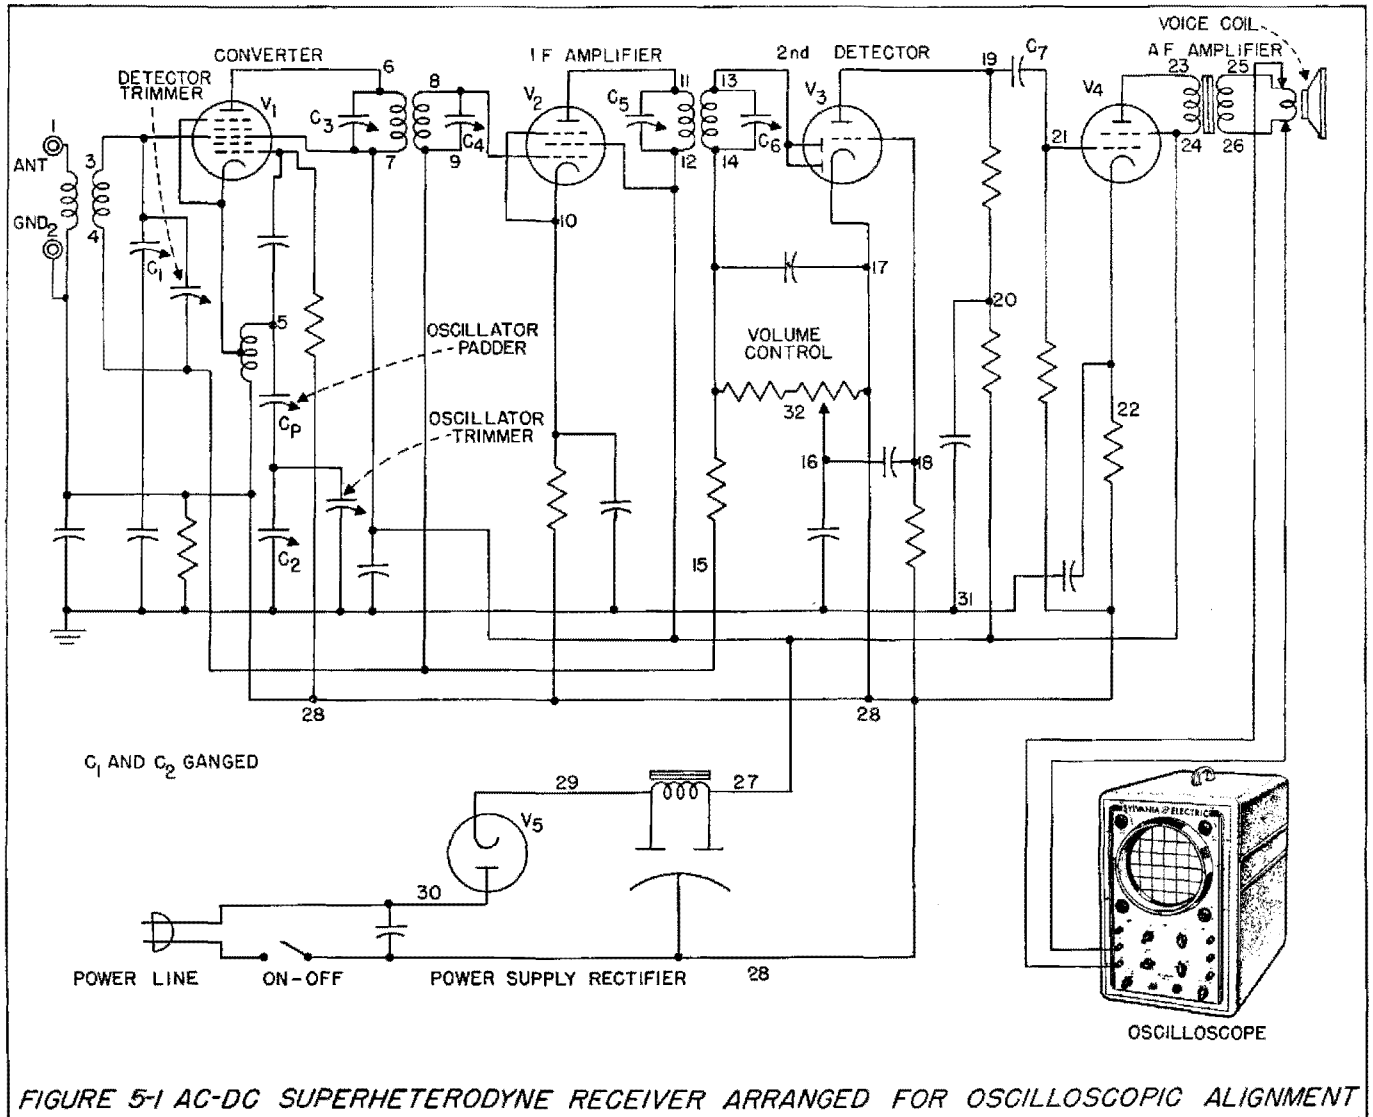 CONVERTER
IF AMPLIFIER
2nd DETECTOR
AF AMPLIFIER
VOICE COIL
DETECTOR
TRIMMER
V1
V2
V3
V4
6
8
11
13
19
C7
23
25
1
ANT
GND
2
3
4
C3
C4
7
9
C5
C6
12
14
21
24
26
C1
5
10
17
20
OSCILLATOR
PADDER
VOLUME
CONTROL
CP
OSCILLATOR
TRIMMER
32
22
16
18
C2
15
31
28
28
C1 AND C2 GANGED
29
27
V5
30
POWER LINE
ON-OFF
POWER SUPPLY RECTIFIER
28
SYLVANIA ELECTRIC
OSCILLOSCOPE
FIGURE 5-1 AC-DC SUPERHETERODYNE RECEIVER ARRANGED FOR OSCILLOSCOPIC ALIGNMENT